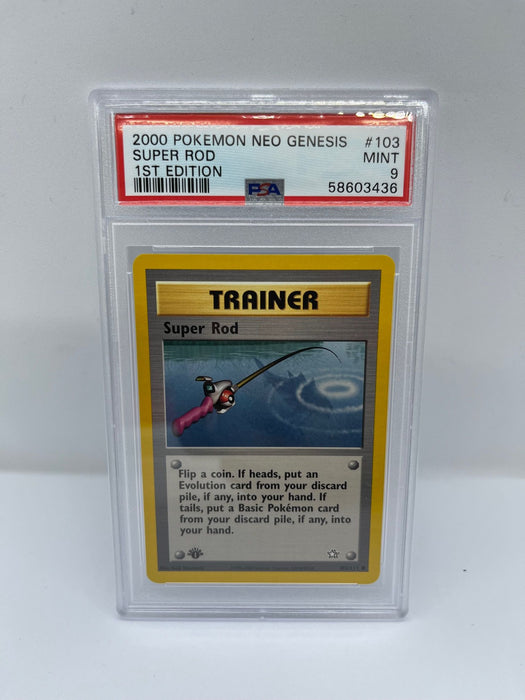 2000 POKEMON NEO GENESIS #103
SUPER ROD MINT
1ST EDITION 9
PSA 58603436
TRAINER
Super Rod
Flip a coin. If heads, put an
Evolution card from your discard
pile, if any, into your hand. If
tails, put a Basic Pokémon card
from your discard pile, if any, into
your hand.